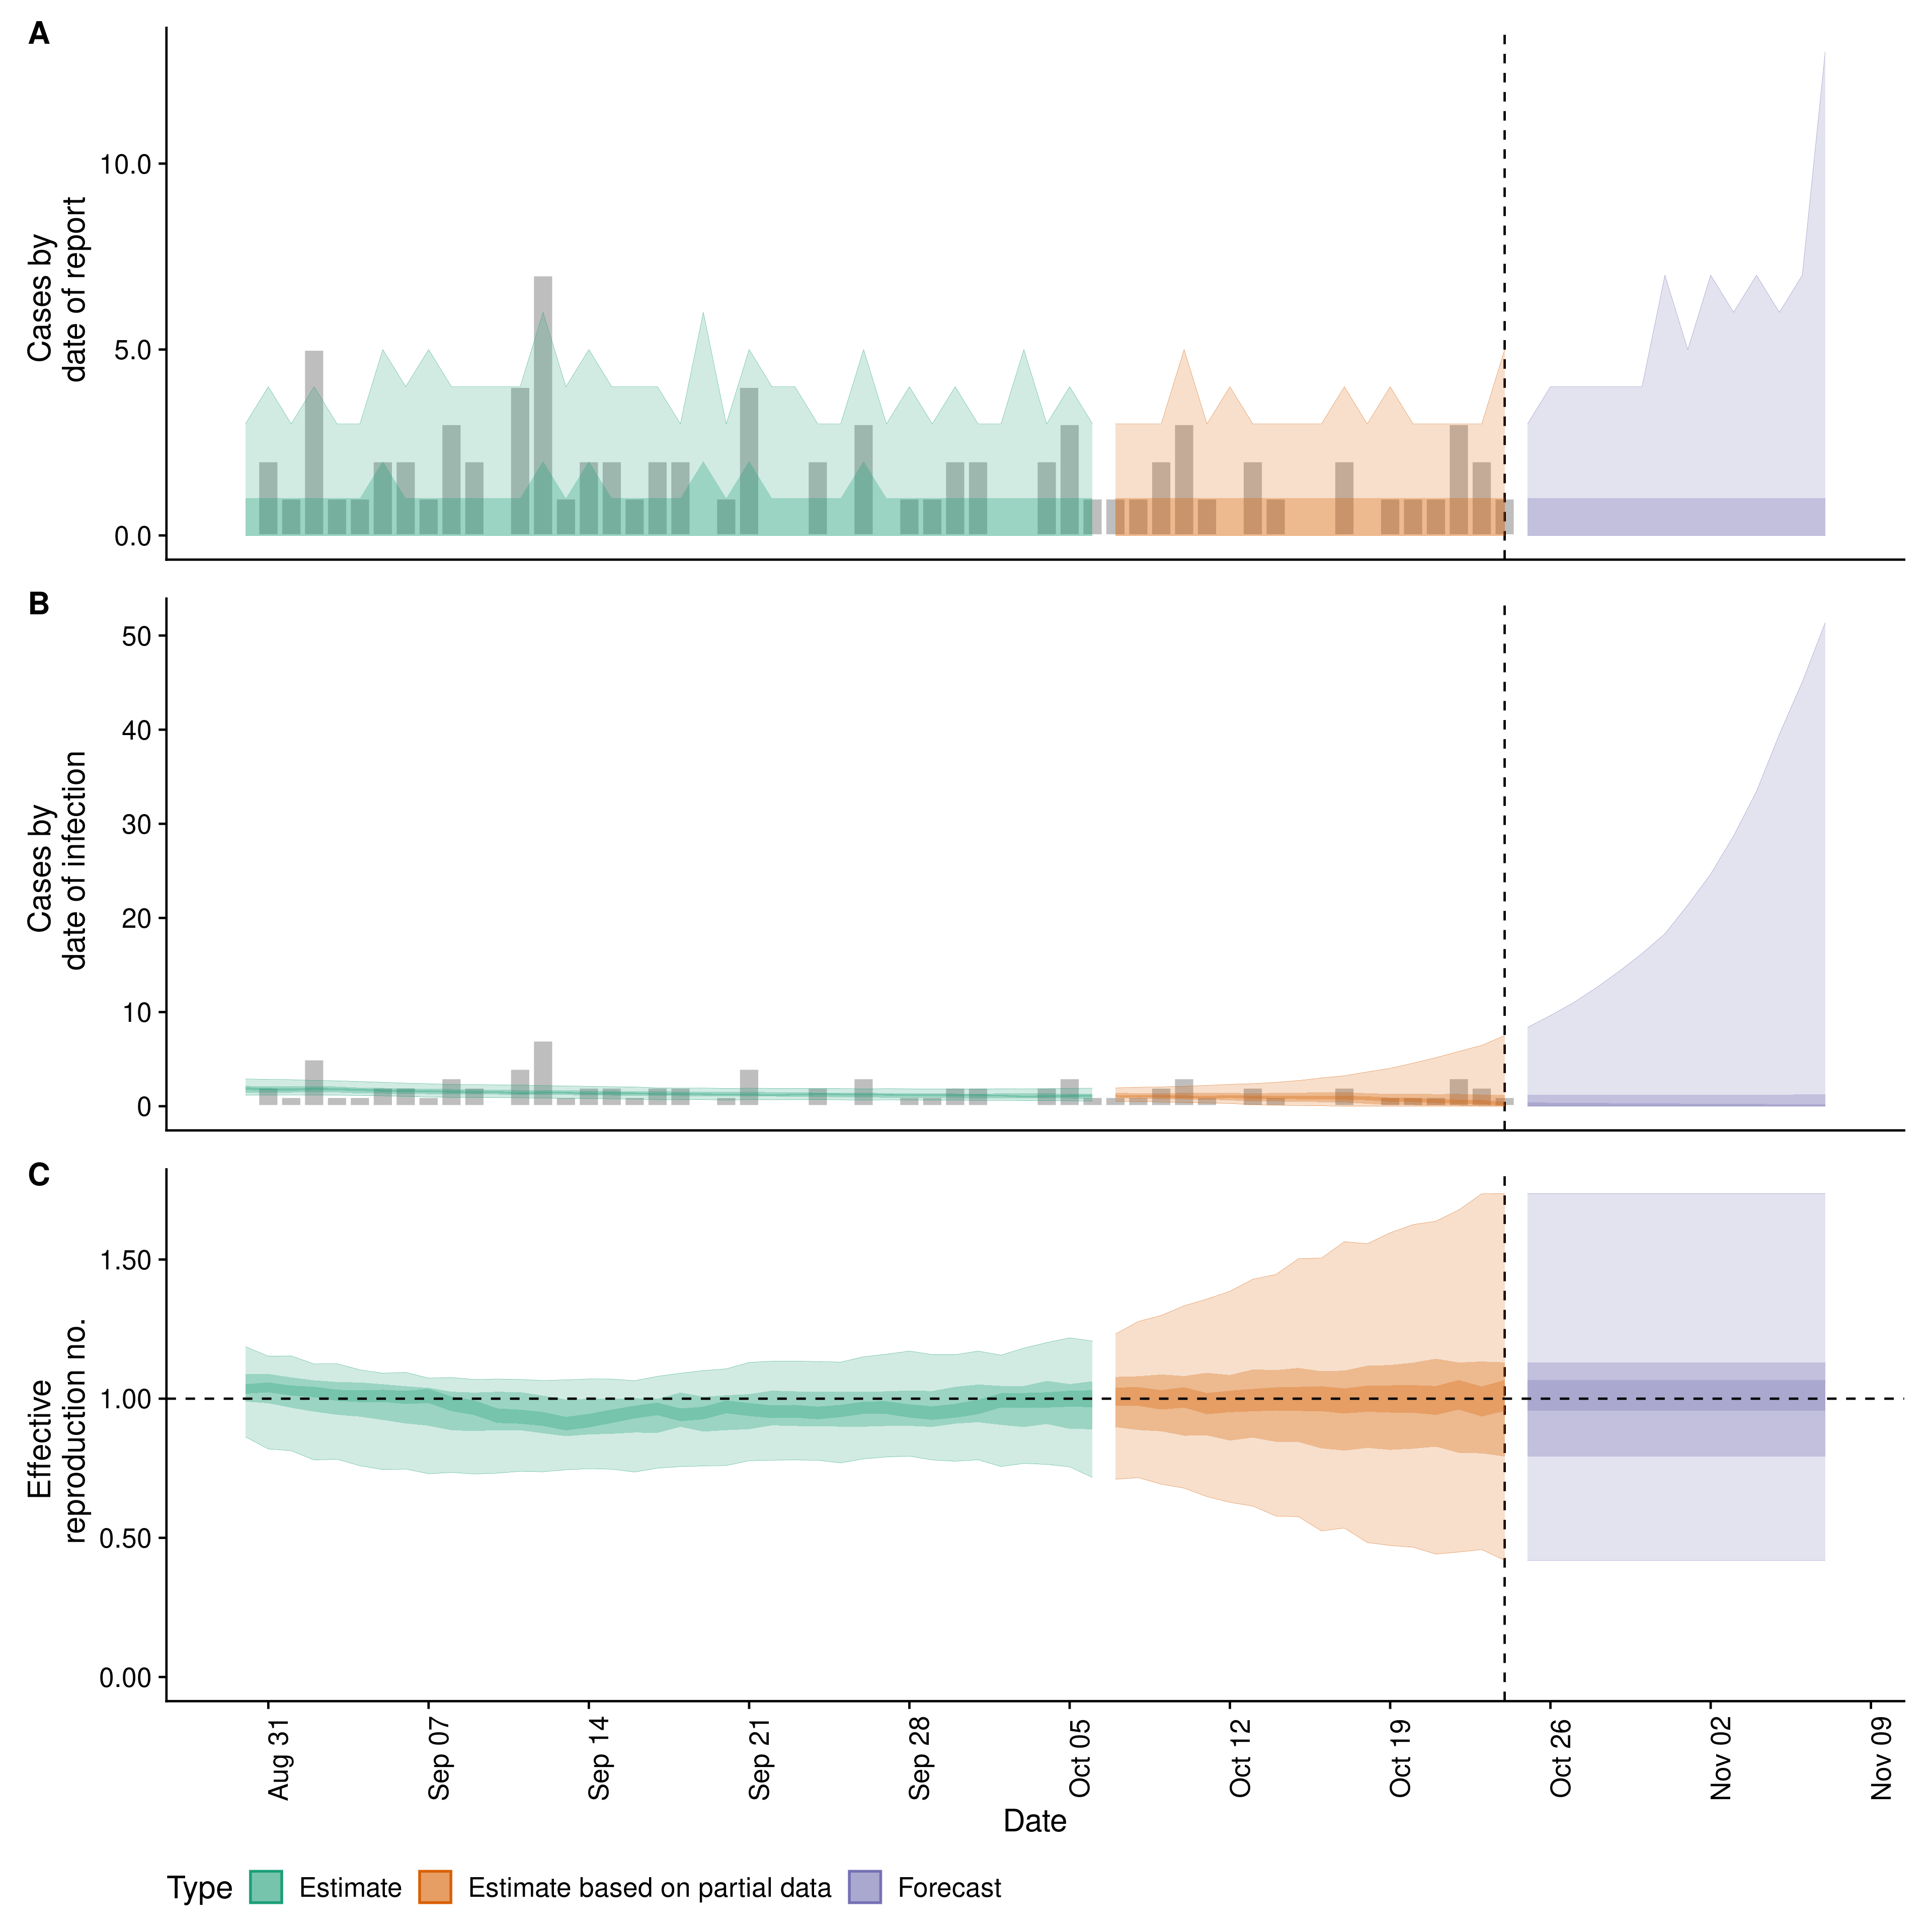 A
Cases by
date of report
10.0
5.0
0.0
B
Cases by
date of infection
50
40
30
20
10
0
C
Effective
reproduction no.
1.50
1.00
0.50
0.00
Aug 31
Sep 07
Sep 14
Sep 21
Sep 28
Oct 05
Oct 12
Oct 19
Oct 26
Nov 02
Nov 09
Date
Type Estimate Estimate based on partial data Forecast